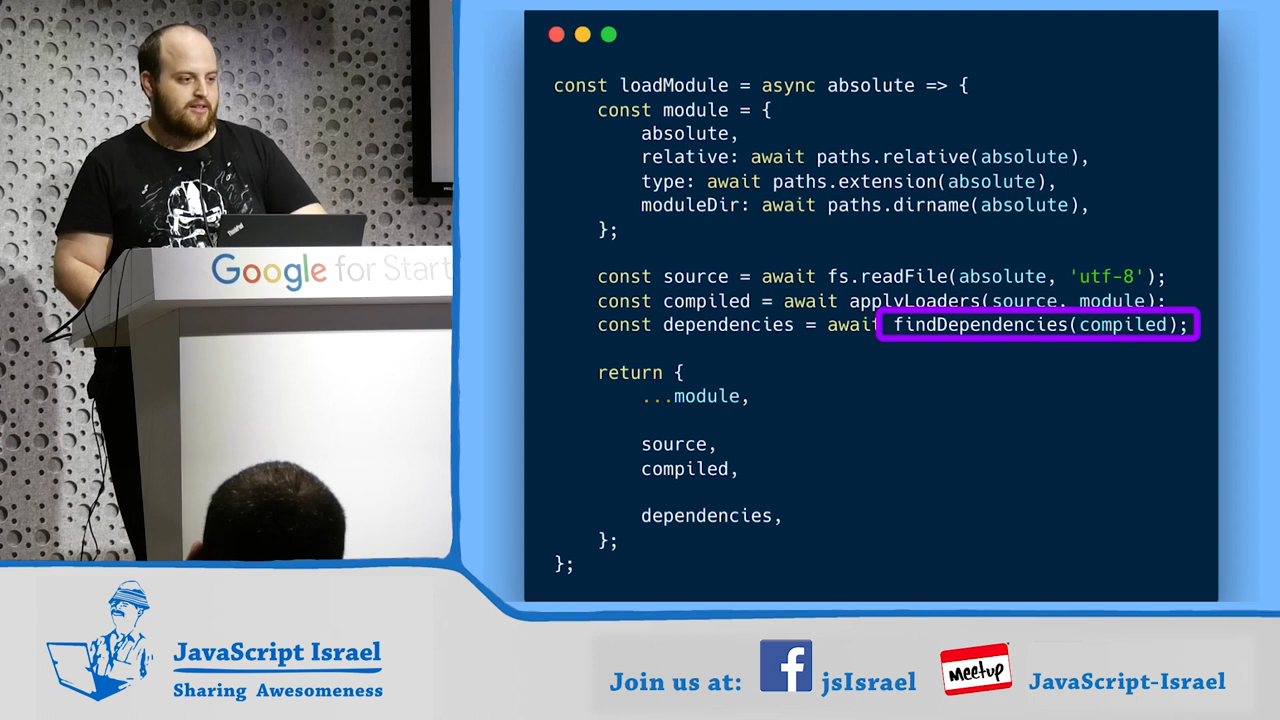 ThinkPad
Google for Start
const loadModule = async absolute => {
const module = {
absolute,
relative: await paths.relative(absolute),
type: await paths.extension(absolute),
moduleDir: await paths.dirname(absolute),
};
const source = await fs.readFile(absolute, 'utf-8');
const compiled = await applyLoaders(source, module);
const dependencies = await findDependencies(compiled);
return {
...module,
source,
compiled,
dependencies,
};
};
JavaScript Israel
Sharing Awesomeness
Join us at: f jsIsrael Meetup JavaScript-Israel